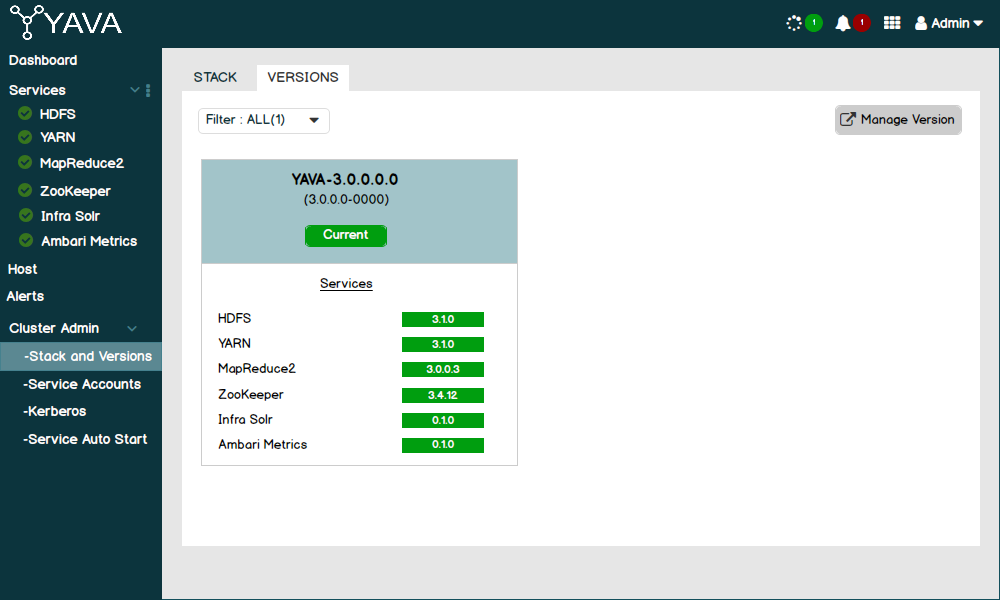 YAVA
1
1
Admin
Dashboard
Services
HDFS
YARN
MapReduce2
ZooKeeper
Infra Solr
Ambari Metrics
Host
Alerts
Cluster Admin
-Stack and Versions
-Service Accounts
-Kerberos
-Service Auto Start
STACK VERSIONS
Filter : ALL(1)
Manage Version
YAVA-3.0.0.0.0
(3.0.0.0-0000)
Current
Services
HDFS 3.1.0
YARN 3.1.0
MapReduce2 3.0.0.3
ZooKeeper 3.4.12
Infra Solr 0.1.0
Ambari Metrics 0.1.0